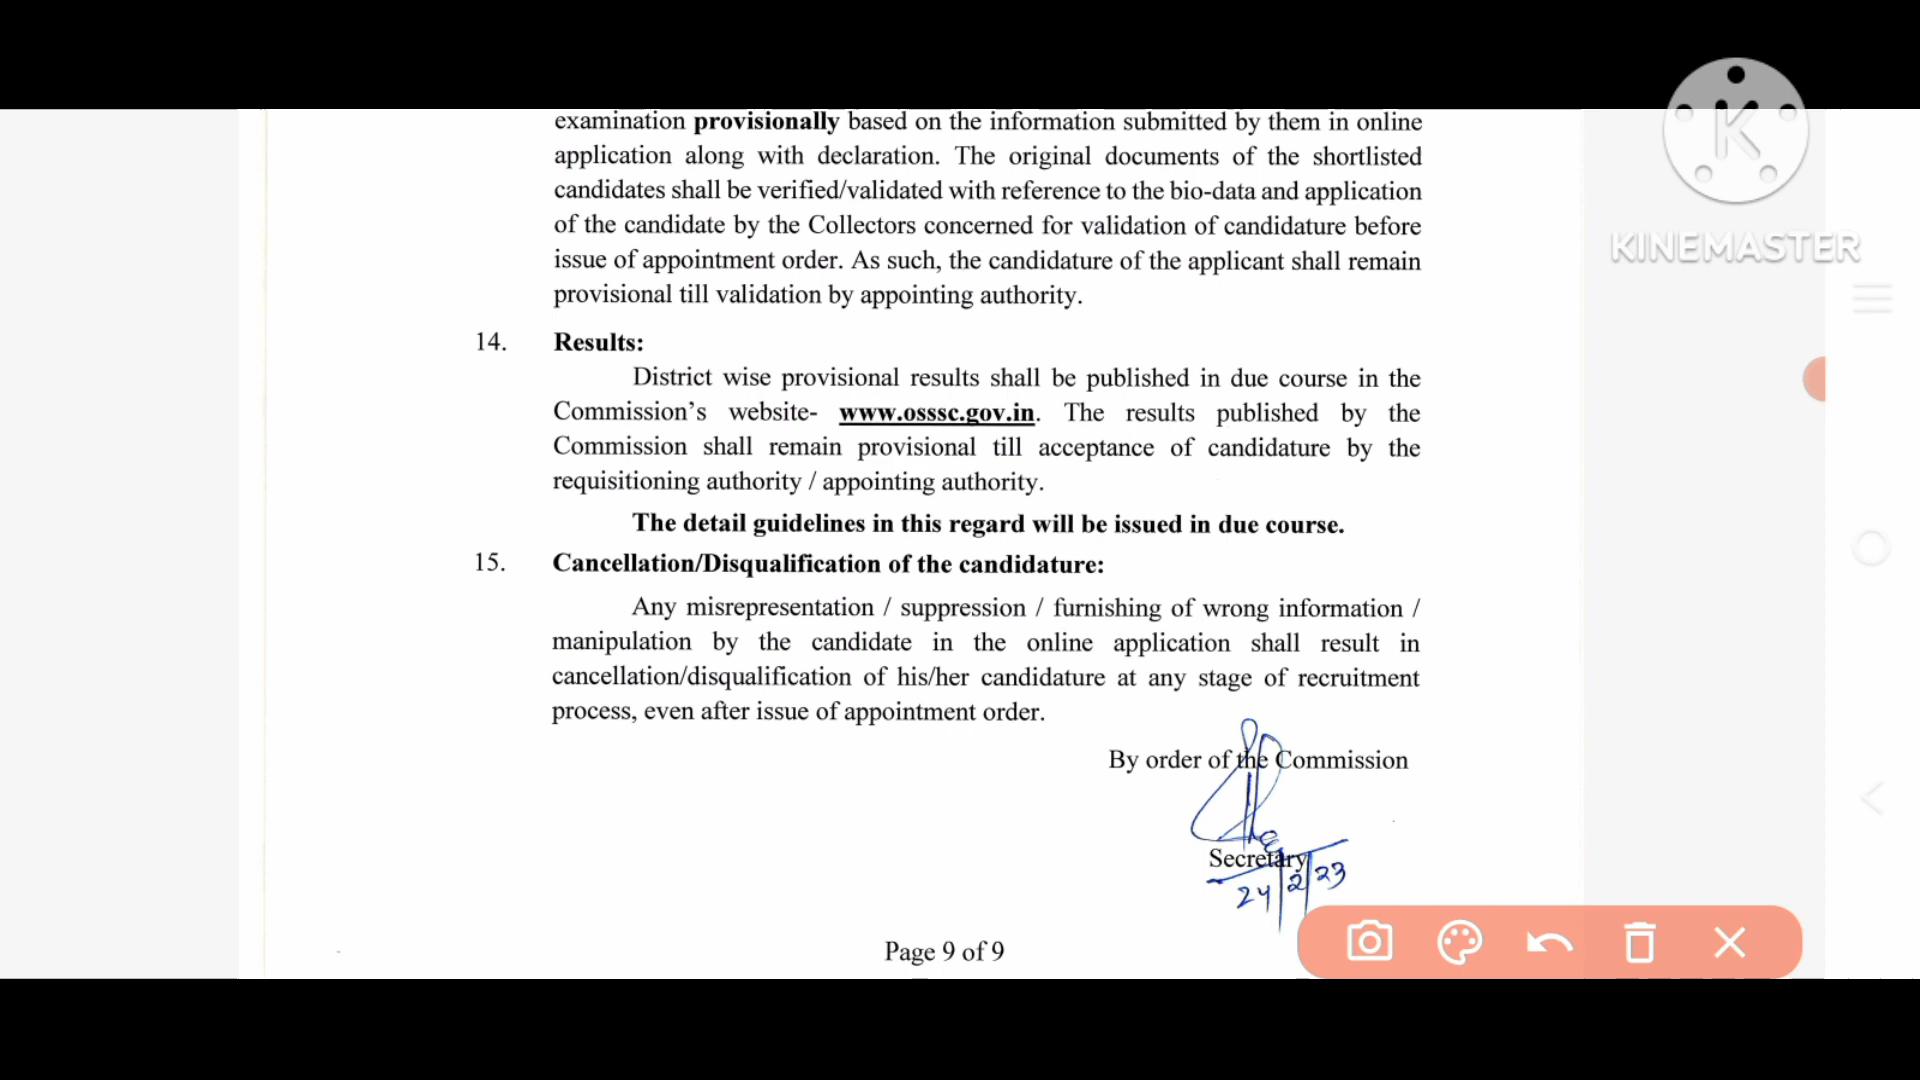 examination provisionally based on the information submitted by them in online
application along with declaration. The original documents of the shortlisted
candidates shall be verified/validated with reference to the bio-data and application
of the candidate by the Collectors concerned for validation of candidature before
issue of appointment order. As such, the candidature of the applicant shall remain
provisional till validation by appointing authority.
14. Results:
District wise provisional results shall be published in due course in the
Commission’s website- www.osssc.gov.in. The results published by the
Commission shall remain provisional till acceptance of candidature by the
requisitioning authority / appointing authority.
The detail guidelines in this regard will be issued in due course.
15. Cancellation/Disqualification of the candidature:
Any misrepresentation / suppression / furnishing of wrong information /
manipulation by the candidate in the online application shall result in
cancellation/disqualification of his/her candidature at any stage of recruitment
process, even after issue of appointment order.
By order of the Commission
Secretary
24/2/23
Page 9 of 9
K
KINEMASTER